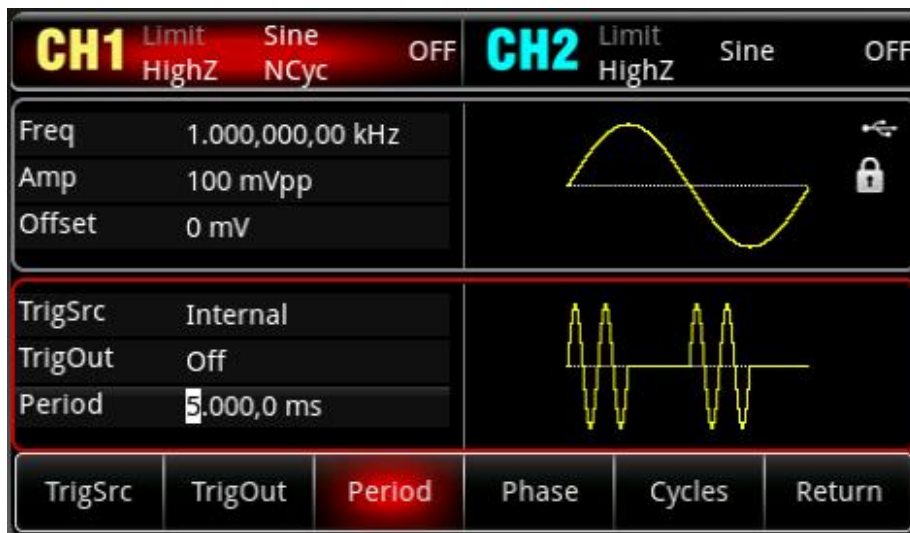 CH1 Limit Sine OFF CH2 Limit Sine OFF
HighZ NCyc HighZ
Freq 1.000,000,00 kHz
Amp 100 mVpp
Offset 0 mV
TrigSrc Internal
TrigOut Off
Period 5.000,0 ms
TrigSrc TrigOut Period Phase Cycles Return